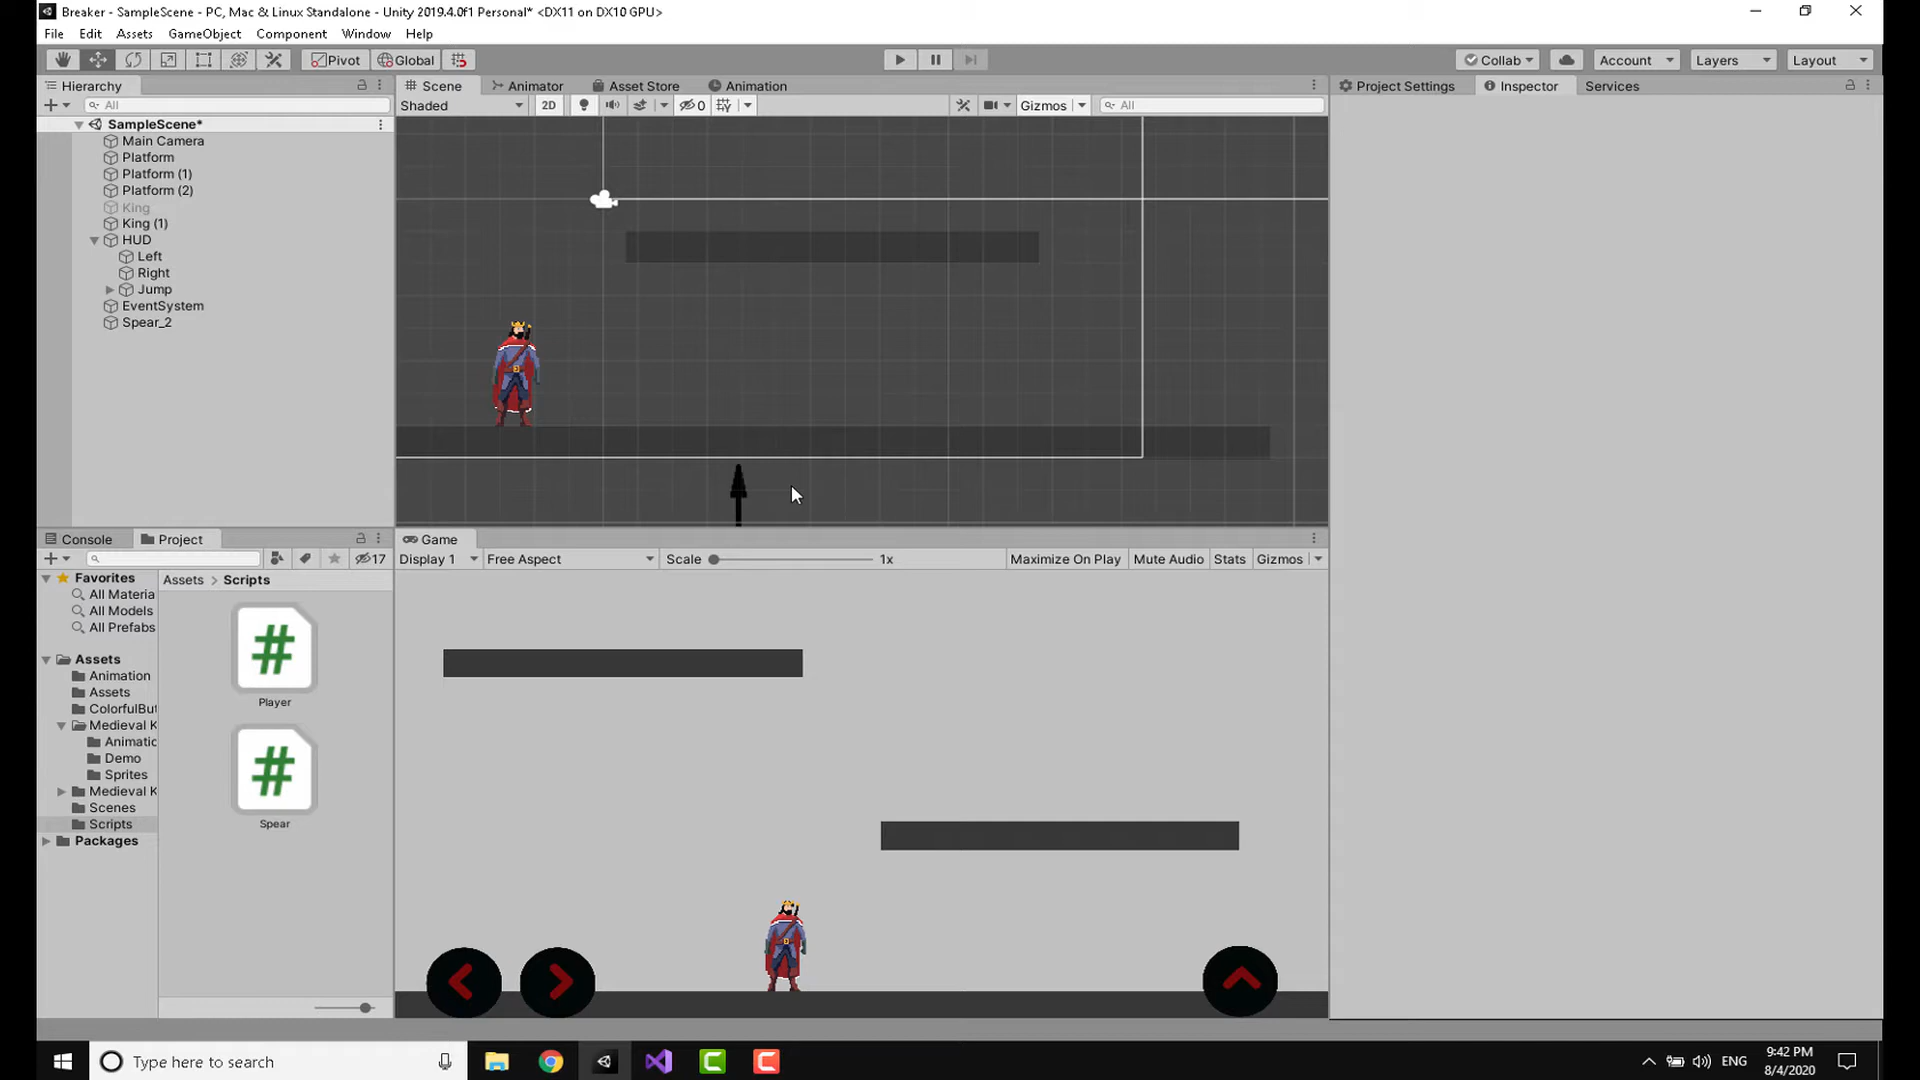 Breaker - SampleScene - PC, Mac & Linux Standalone - Unity 2019.4.0f1 Personal* <DX11 on DX10 GPU>
File Edit Assets GameObject Component Window Help
Pivot Global Collab Account Layers Layout
Hierarchy
All
SampleScene*
Main Camera
Platform
Platform (1)
Platform (2)
King
King (1)
HUD
Left
Right
Jump
EventSystem
Spear_2
Scene Animator Asset Store Animation
Shaded 2D 0 Gizmos All
Project Settings Inspector Services
Console Project
17
Favorites
All Materia
All Models
All Prefabs
Assets
Animation
Assets
ColorfulBut
Medieval K
Animatic
Demo
Sprites
Medieval K
Scenes
Scripts
Packages
Assets > Scripts
Player
Spear
Game
Display 1 Free Aspect Scale 1x Maximize On Play Mute Audio Stats Gizmos
Type here to search
ENG
9:42 PM
8/4/2020